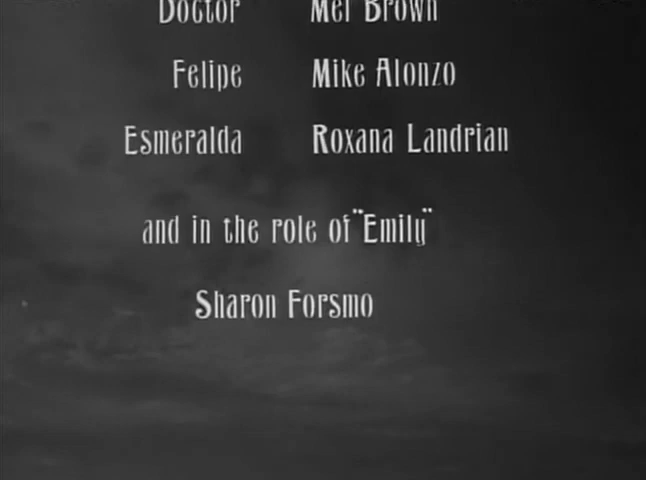 Doctor Mel Brown
Felipe Mike Alonzo
Esmeralda Roxana Landrian
and in the role of "Emily"
Sharon Forsmo